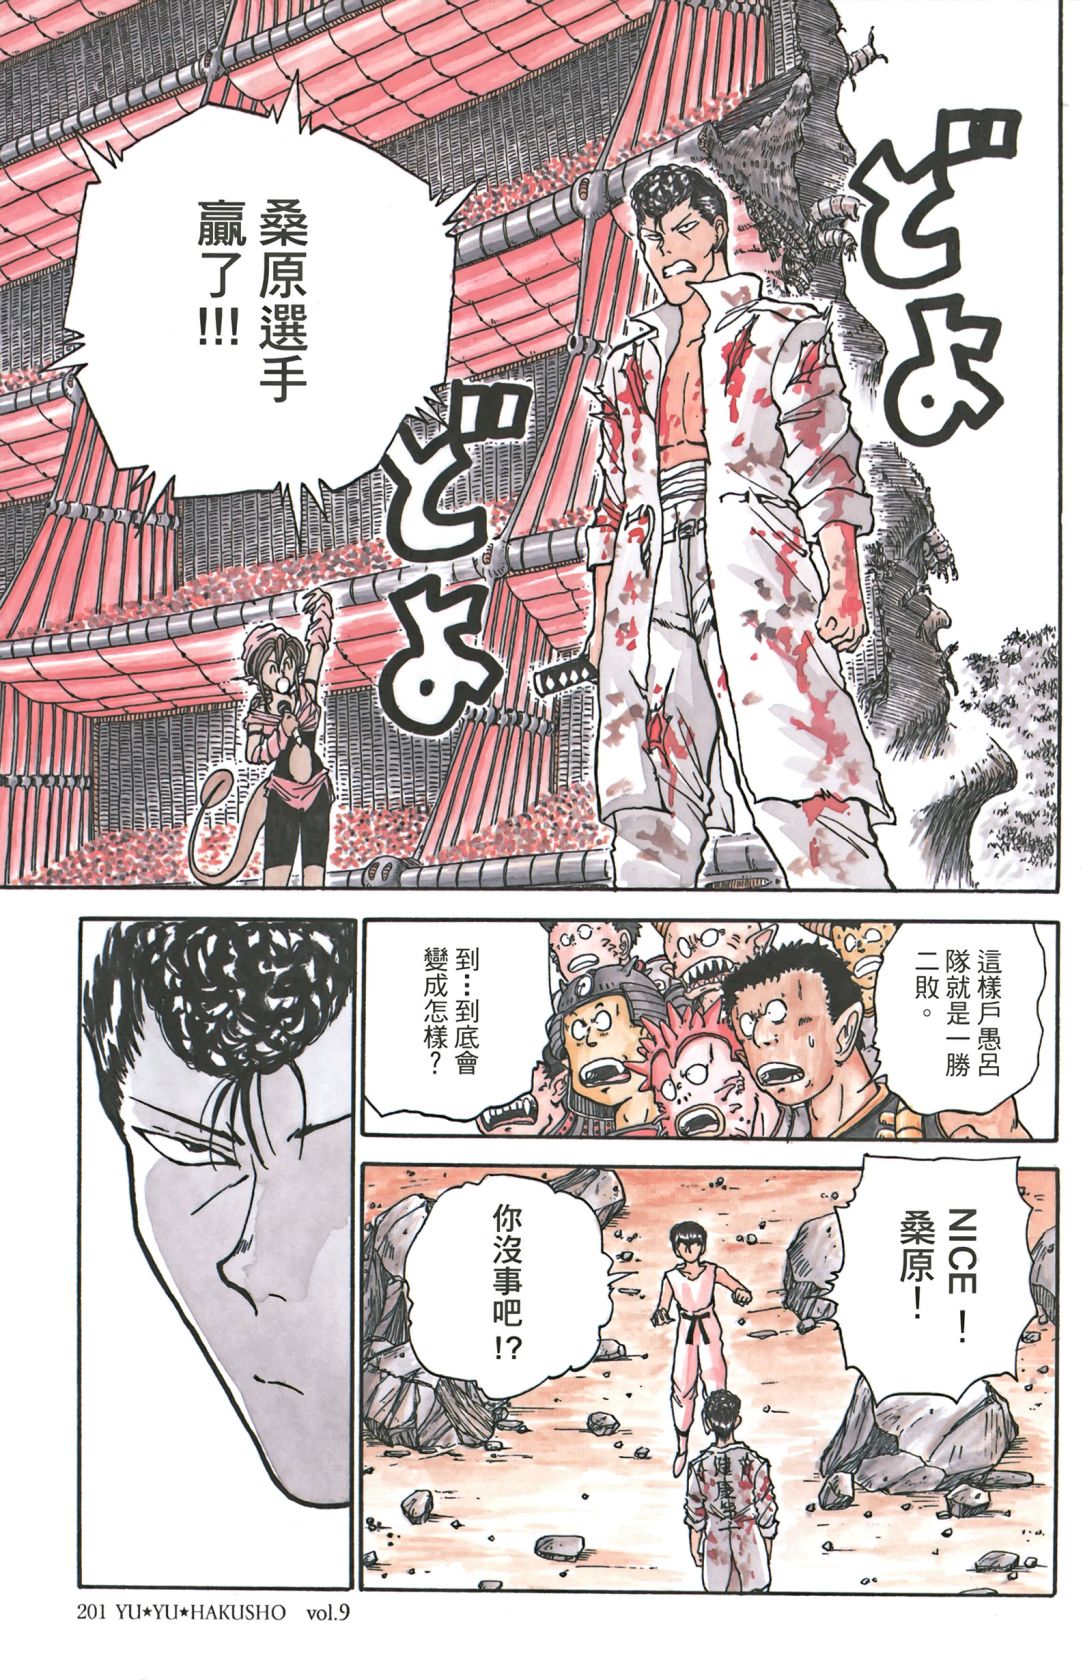 桑原選手
贏了!!!
どよ
どよ
這樣戶愚呂
隊就是一勝
二敗。
到…到底會
變成怎樣？
NICE！
桑原！
你沒事吧!?
201 YU★YU★HAKUSHO vol.9